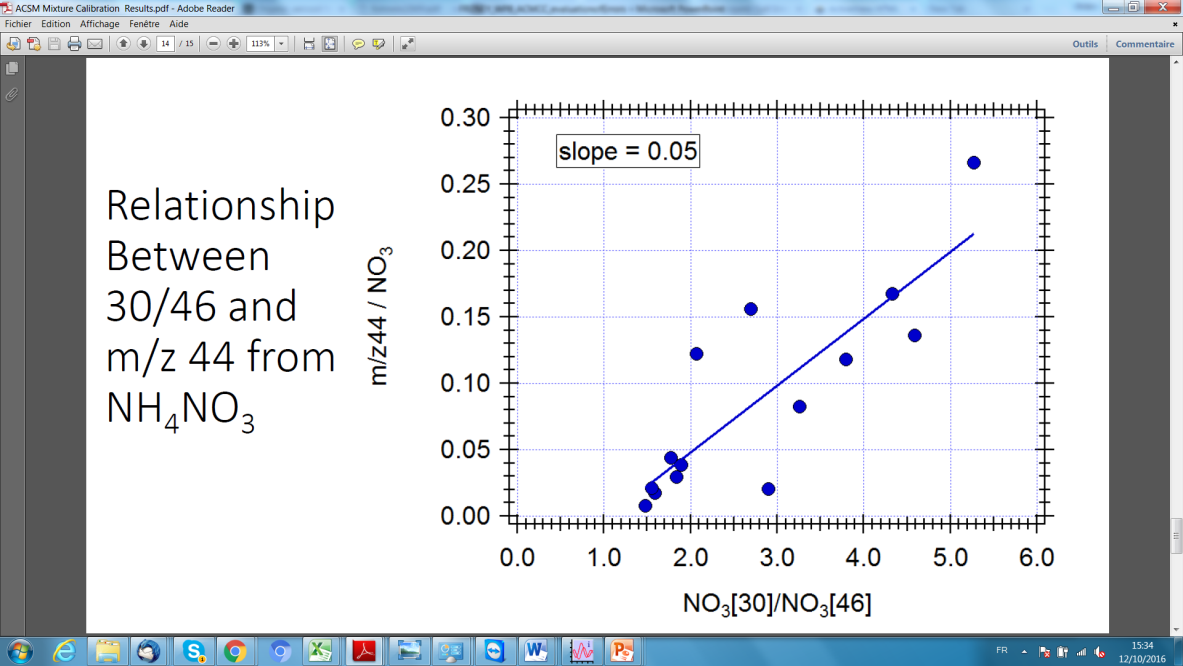 ACSM Mixture Calibration Results.pdf - Adobe Reader
Fichier Edition Affichage Fenêtre Aide
14 / 15 113% Outils Commentaire
Relationship
Between
30/46 and
m/z 44 from
NH₄NO₃
slope = 0.05
m/z44 / NO₃
0.30
0.25
0.20
0.15
0.10
0.05
0.00
0.0 1.0 2.0 3.0 4.0 5.0 6.0
NO₃[30]/NO₃[46]
FR 15:34
12/10/2016